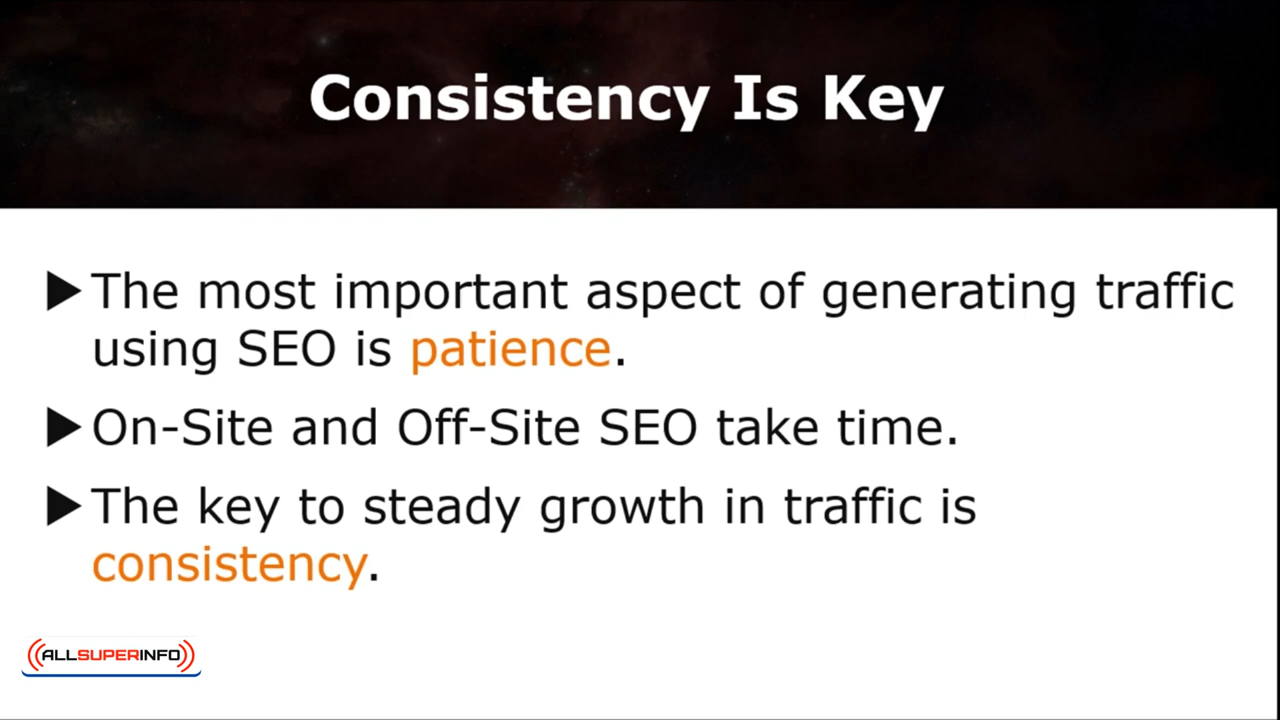 Consistency Is Key
▶The most important aspect of generating traffic
using SEO is patience.
▶On-Site and Off-Site SEO take time.
▶The key to steady growth in traffic is
consistency.
((ALLSUPERINFO))